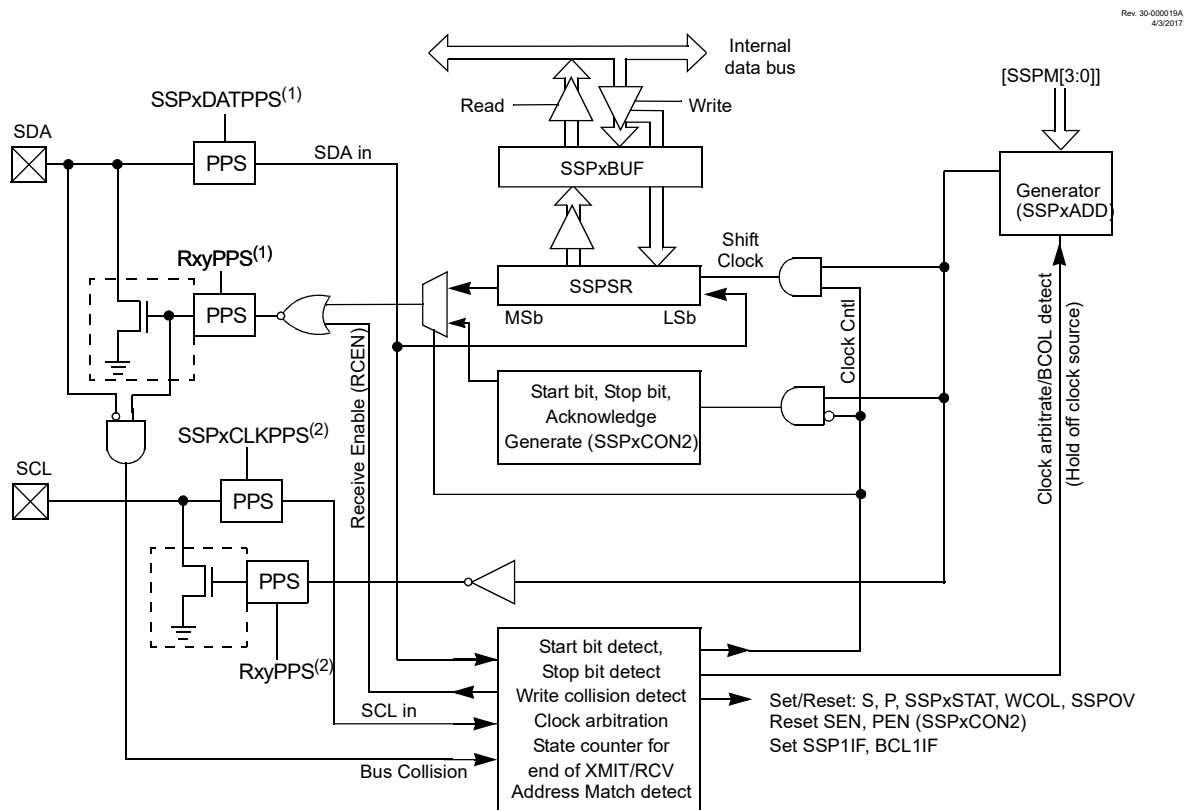 Rev. 30-000019A
4/3/2017
Internal
data bus
[SSPM[3:0]]
Read
Write
SSPxDATPPS(1)
SDA
PPS
SDA in
SSPxBUF
Generator
(SSPxADD)
RxyPPS(1)
Shift
Clock
PPS
SSPSR
MSb
LSb
Clock Cntl
Clock arbitrate/BCOL detect
(Hold off clock source)
Receive Enable (RCEN)
Start bit, Stop bit,
Acknowledge
Generate (SSPxCON2)
SSPxCLKPPS(2)
SCL
PPS
PPS
RxyPPS(2)
SCL in
Bus Collision
Start bit detect,
Stop bit detect
Write collision detect
Clock arbitration
State counter for
end of XMIT/RCV
Address Match detect
Set/Reset: S, P, SSPxSTAT, WCOL, SSPOV
Reset SEN, PEN (SSPxCON2)
Set SSP1IF, BCL1IF